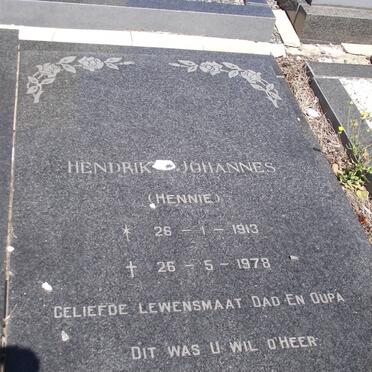 HENDRIK JOHANNES
(HENNIE)
* 26 - 1 - 1913
† 26 - 5 - 1978
GELIEFDE LEWENSMAAT DAD EN OUPA
DIT WAS U WIL O'HEER